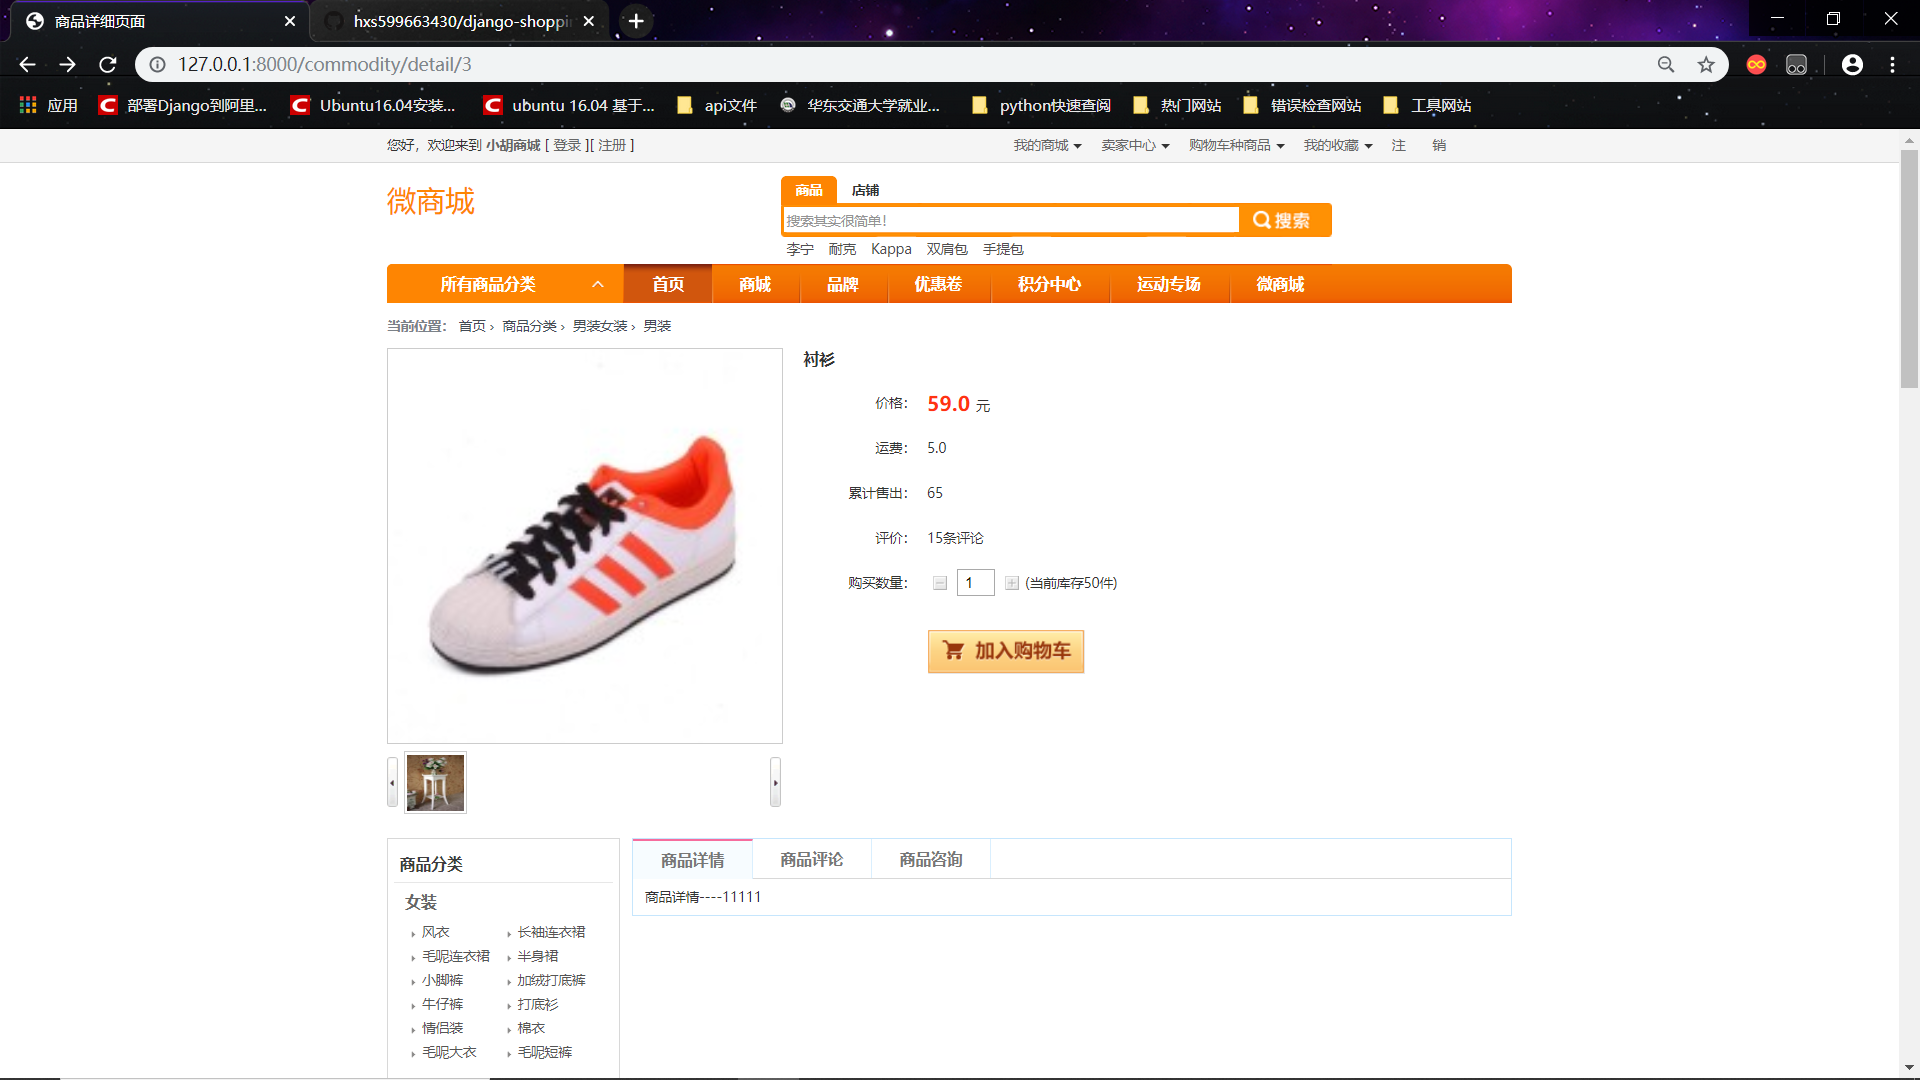 商品详细页面
hxs599663430/django-shoppin
127.0.0.1:8000/commodity/detail/3
应用 部署Django到阿里... Ubuntu16.04安装... ubuntu 16.04 基于... api文件 华东交通大学就业... python快速查阅 热门网站 错误检查网站 工具网站
您好，欢迎来到 小胡商城 [ 登录 ][ 注册 ] 我的商城 卖家中心 购物车种商品 我的收藏 注 销
微商城
商品 店铺
搜索其实很简单！ 搜索
李宁 耐克 Kappa 双肩包 手提包
所有商品分类 首页 商城 品牌 优惠卷 积分中心 运动专场 微商城
当前位置： 首页 › 商品分类 › 男装女装 › 男装
衬衫
价格： 59.0 元
运费： 5.0
累计售出： 65
评价： 15条评论
购买数量： 1 (当前库存50件)
加入购物车
商品分类
女装
风衣 长袖连衣裙
毛呢连衣裙 半身裙
小脚裤 加绒打底裤
牛仔裤 打底衫
情侣装 棉衣
毛呢大衣 毛呢短裤
商品详情 商品评论 商品咨询
商品详情----11111